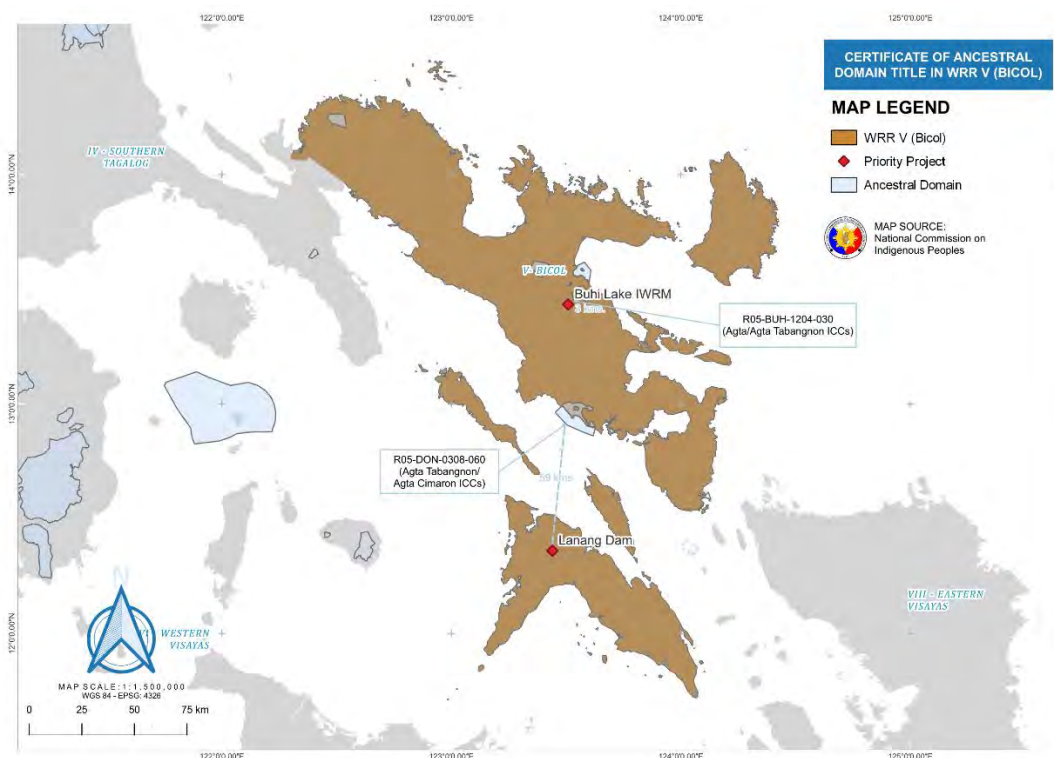 122°0'0.00"E
123°0'0.00"E
124°0'0.00"E
125°0'0.00"E
CERTIFICATE OF ANCESTRAL
DOMAIN TITLE IN WRR V (BICOL)
MAP LEGEND
WRR V (Bicol)
Priority Project
Ancestral Domain
MAP SOURCE:
National Commission on
Indigenous Peoples
IV - SOUTHERN
TAGALOG
14°0'0.00"N
V- BICOL
Buhi Lake IWRM
3 kms.
R05-BUH-1204-030
(Agta/Agta Tabangnon ICCs)
13°0'0.00"N
R05-DON-0308-060
(Agta Tabangnon/
Agta Cimaron ICCs)
59 kms.
Lanang Dam
VIII - EASTERN
VISAYAS
12°0'0.00"N
N
WESTERN
VISAYAS
MAP SCALE:1:1,500,000
WGS 84 - EPSG: 4326
0 25 50 75 km
122°0'0.00"E
123°0'0.00"E
124°0'0.00"E
125°0'0.00"E